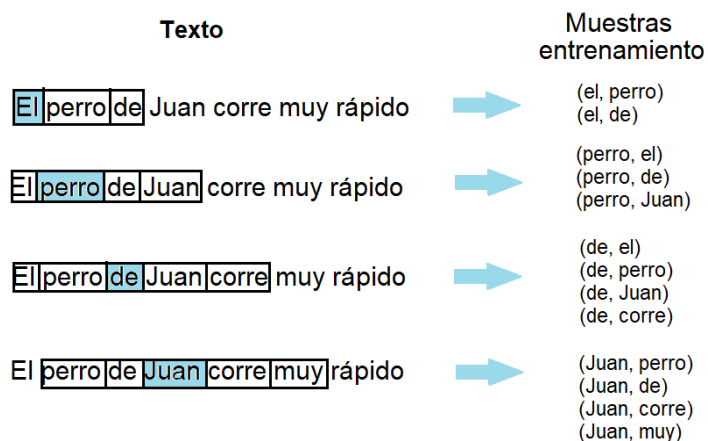 Texto
Muestras
entrenamiento
El perro de Juan corre muy rápido
(el, perro)
(el, de)
El perro de Juan corre muy rápido
(perro, el)
(perro, de)
(perro, Juan)
El perro de Juan corre muy rápido
(de, el)
(de, perro)
(de, Juan)
(de, corre)
El perro de Juan corre muy rápido
(Juan, perro)
(Juan, de)
(Juan, corre)
(Juan, muy)